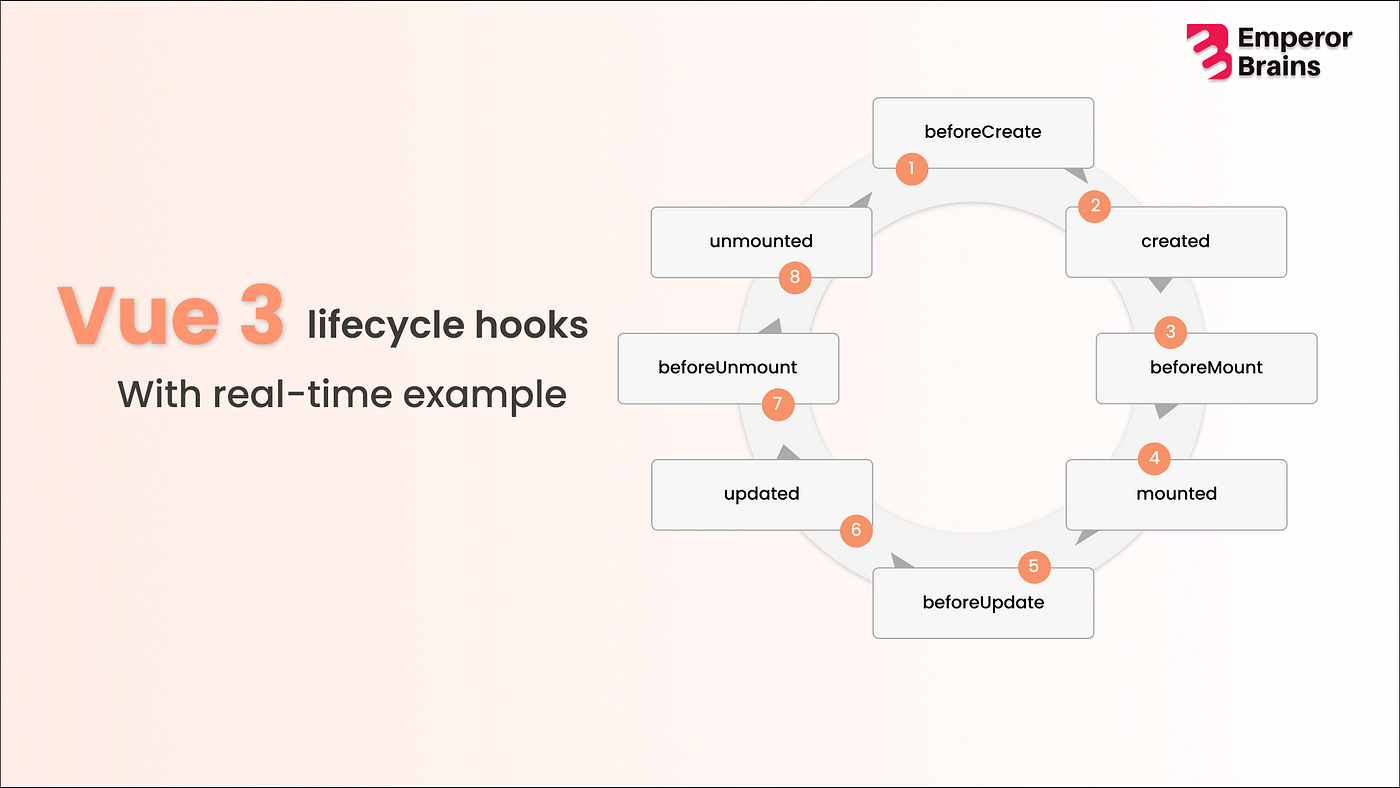 Emperor
Brains
Vue 3 lifecycle hooks
With real-time example
beforeCreate
1
2
created
3
beforeMount
4
mounted
5
beforeUpdate
6
updated
7
beforeUnmount
8
unmounted